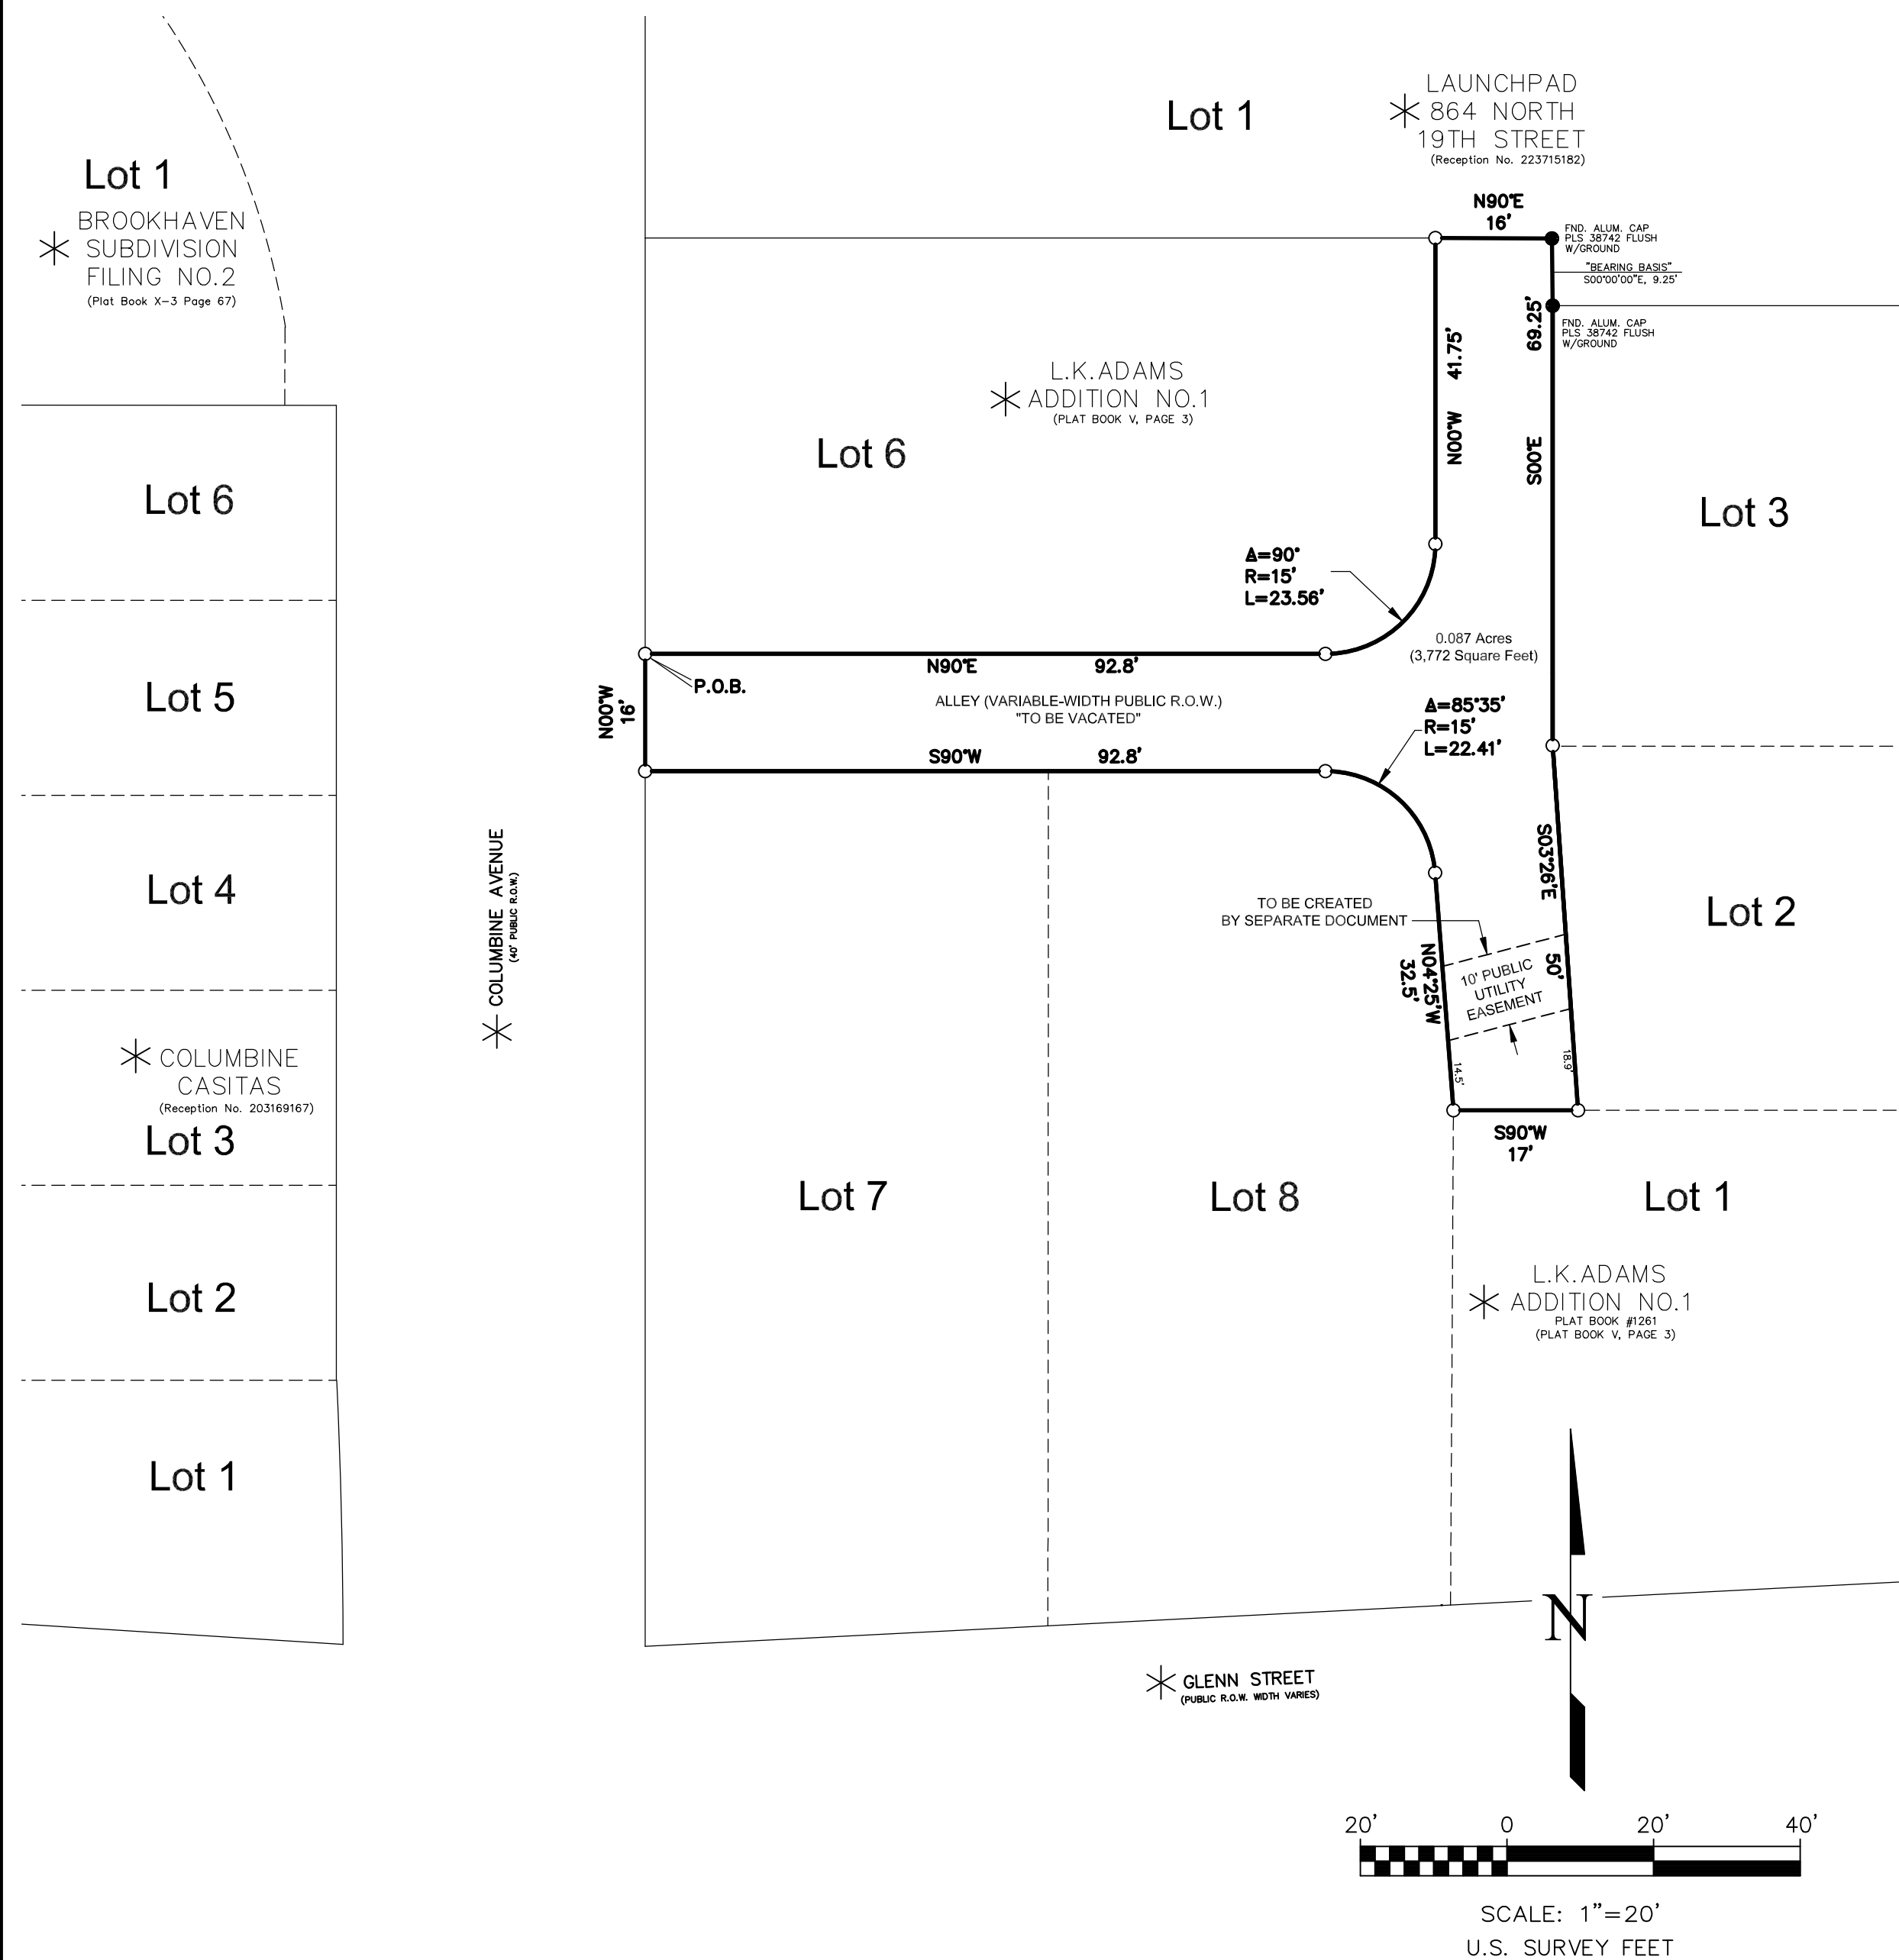 Lot 1
LAUNCHPAD
864 NORTH
19TH STREET
(Reception No. 223715182)
Lot 1
BROOKHAVEN
SUBDIVISION
FILING NO.2
(Plat Book X-3 Page 67)
N90°E
16'
FND. ALUM. CAP
PLS 38742 FLUSH
W/GROUND
"BEARING BASIS"
S00°00'00"E, 9.25'
FND. ALUM. CAP
PLS 38742 FLUSH
W/GROUND
69.25'
S00°E
41.75'
N00°W
L.K.ADAMS
ADDITION NO.1
(PLAT BOOK V, PAGE 3)
Lot 6
Lot 6
Lot 3
Δ=90°
R=15'
L=23.56'
0.087 Acres
(3,772 Square Feet)
N90°E 92.8'
P.O.B.
N00°W
16'
ALLEY (VARIABLE-WIDTH PUBLIC R.O.W.)
"TO BE VACATED"
Lot 5
Δ=85°35'
R=15'
L=22.41'
S90°W 92.8'
S03°26'E
50'
Lot 4
COLUMBINE AVENUE
(40' PUBLIC R.O.W.)
TO BE CREATED
BY SEPARATE DOCUMENT
Lot 2
N04°25'W
32.5'
10' PUBLIC
UTILITY
EASEMENT
14.5'
18.9'
COLUMBINE
CASITAS
(Reception No. 203169167)
Lot 3
S90°W
17'
Lot 7
Lot 8
Lot 1
L.K.ADAMS
ADDITION NO.1
PLAT BOOK #1261
(PLAT BOOK V, PAGE 3)
Lot 2
Lot 1
N
GLENN STREET
(PUBLIC R.O.W. WIDTH VARIES)
20' 0 20' 40'
SCALE: 1"=20'
U.S. SURVEY FEET